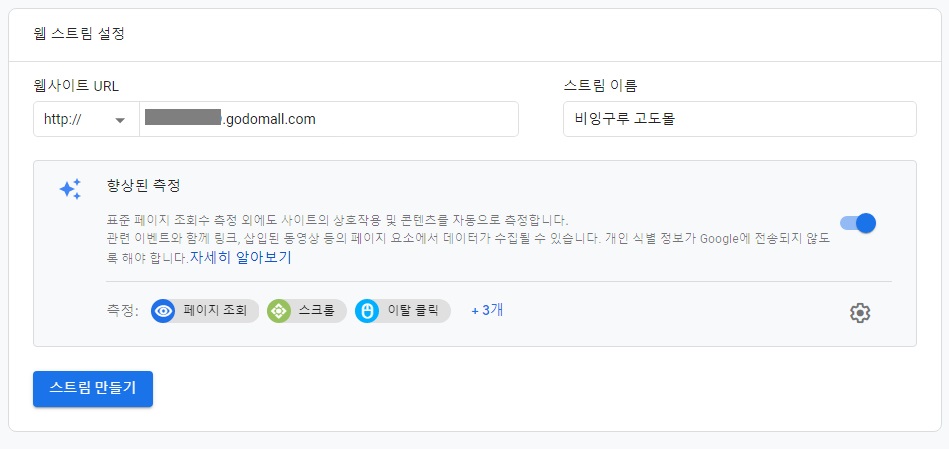 웹 스트림 설정
웹사이트 URL
스트림 이름
http://
.godomall.com
비잉구루 고도몰
향상된 측정
표준 페이지 조회수 측정 외에도 사이트의 상호작용 및 콘텐츠를 자동으로 측정합니다.
관련 이벤트와 함께 링크, 삽입된 동영상 등의 페이지 요소에서 데이터가 수집될 수 있습니다. 개인 식별 정보가 Google에 전송되지 않도
록 해야 합니다.자세히 알아보기
측정: 페이지 조회 스크롤 이탈 클릭 + 3개
스트림 만들기